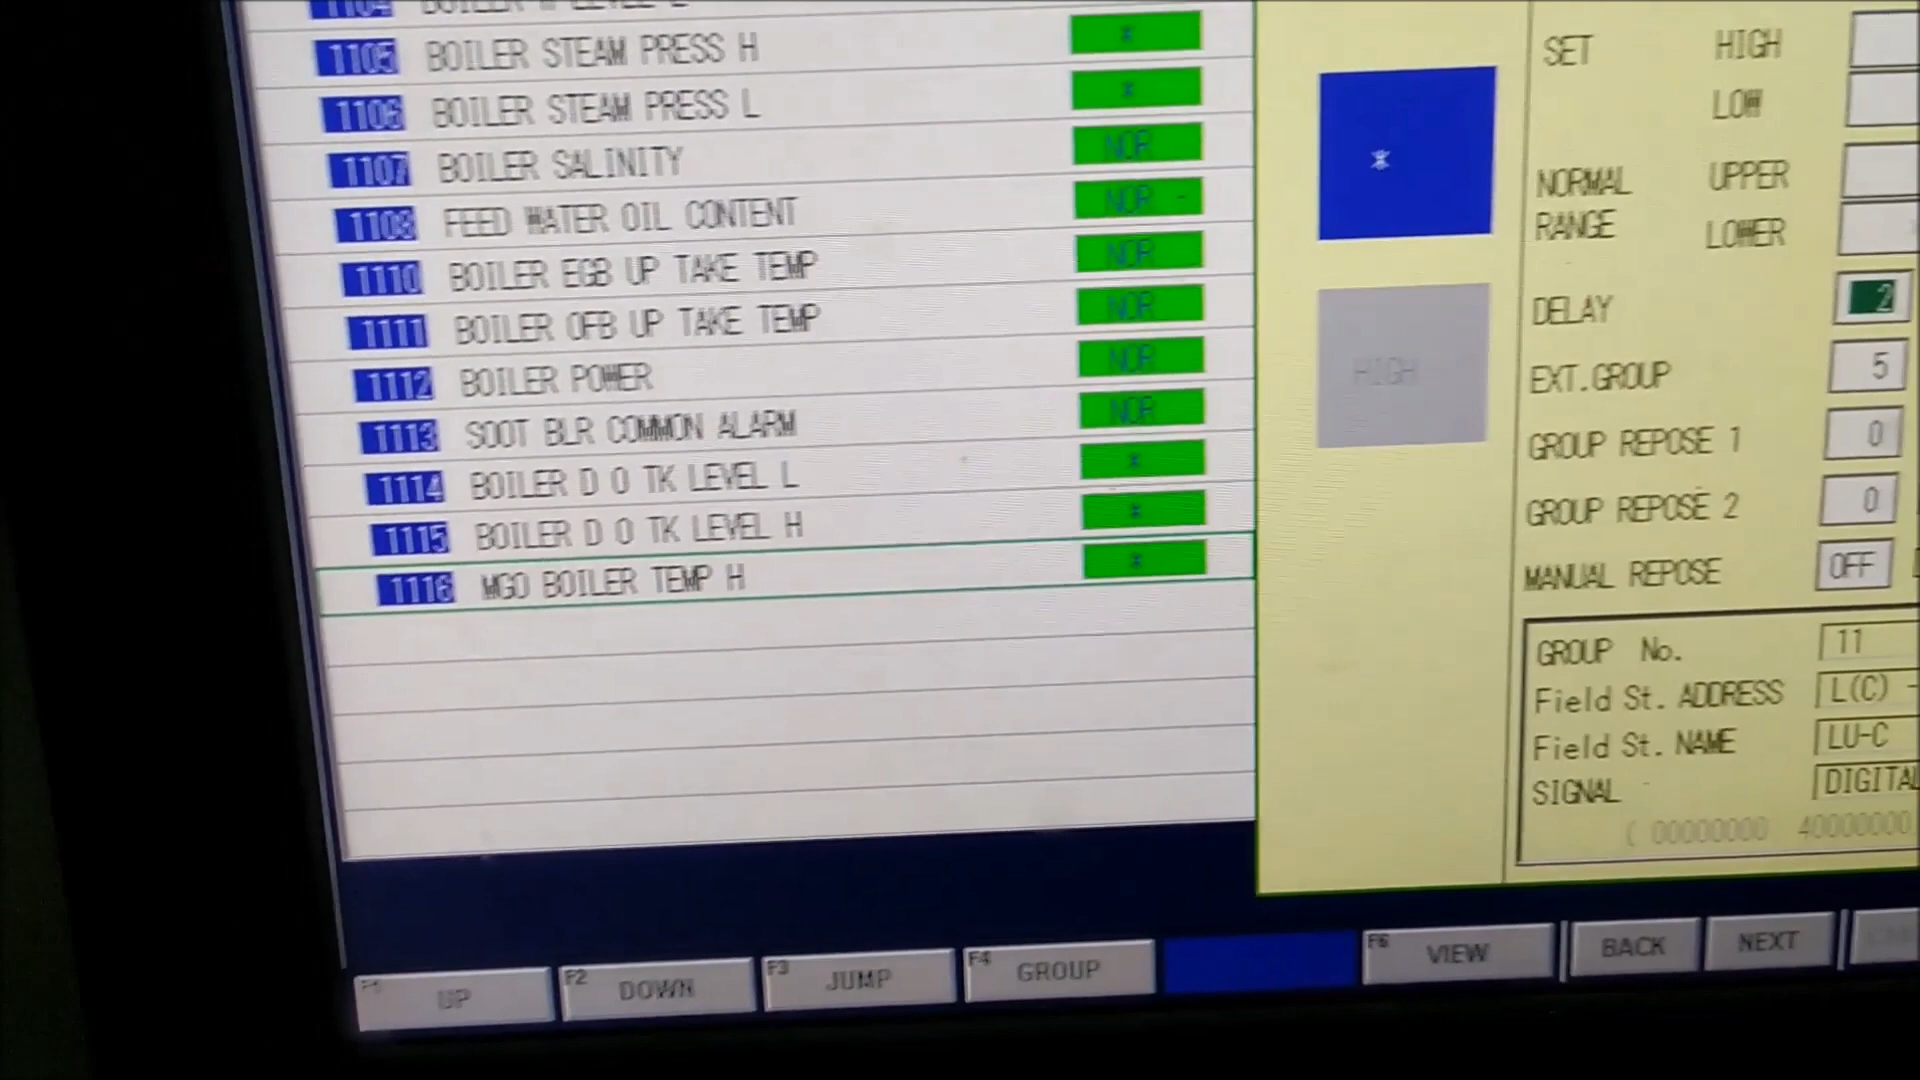 1104 BOILER W LEVEL L
1105 BOILER STEAM PRESS H *
1106 BOILER STEAM PRESS L *
1107 BOILER SALINITY NOR
1108 FEED WATER OIL CONTENT NOR -
1110 BOILER EGB UP TAKE TEMP NOR
1111 BOILER OFB UP TAKE TEMP NOR
1112 BOILER POWER NOR
1113 SOOT BLR COMMON ALARM NOR
1114 BOILER D O TK LEVEL L *
1115 BOILER D O TK LEVEL H *
1116 MGO BOILER TEMP H *
*
HIGH
SET HIGH
LOW
NORMAL UPPER
RANGE LOWER
DELAY 2
EXT.GROUP 5
GROUP REPOSE 1 0
GROUP REPOSE 2 0
MANUAL REPOSE OFF
GROUP No. 11
Field St. ADDRESS L(C) -
Field St. NAME LU-C
SIGNAL DIGITAL
( 00000000 40000000
F1 UP
F2 DOWN
F3 JUMP
F4 GROUP
F6 VIEW
BACK
NEXT